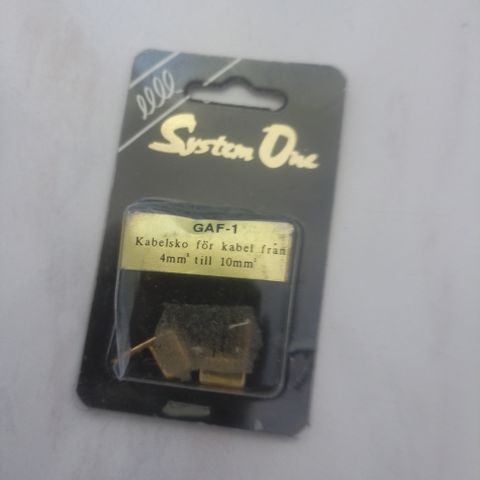 System One
GAF-1
Kabelsko för kabel från
4mm² till 10mm²